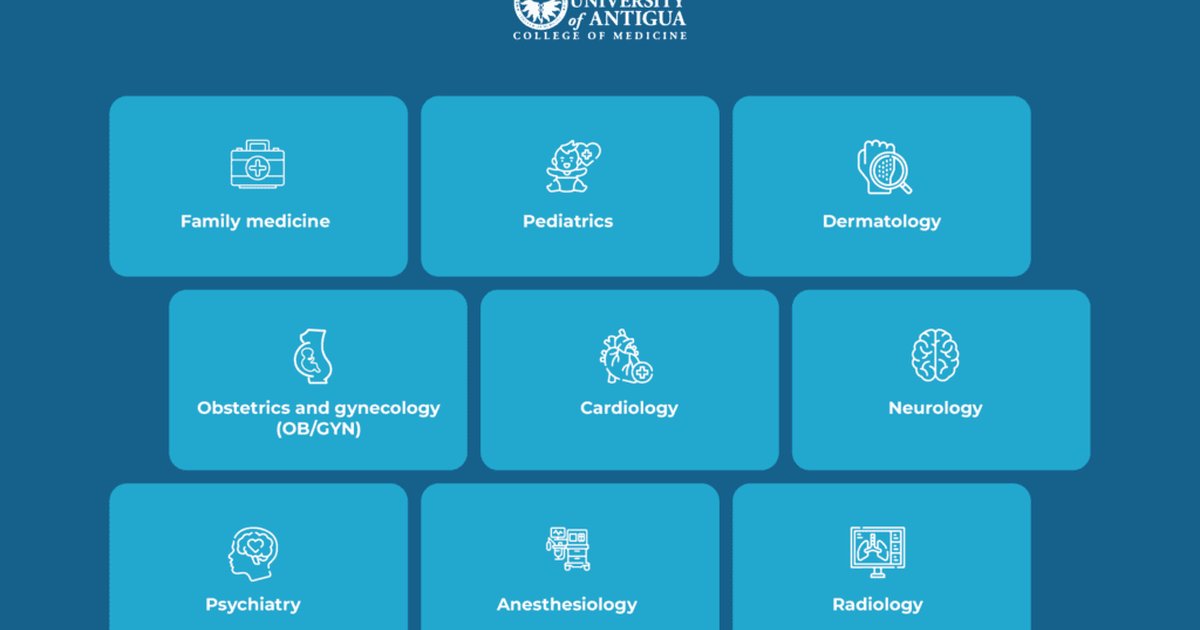 UNIVERSITY
of ANTIGUA
COLLEGE OF MEDICINE
Family medicine
Pediatrics
Dermatology
Obstetrics and gynecology
(OB/GYN)
Cardiology
Neurology
Psychiatry
Anesthesiology
Radiology